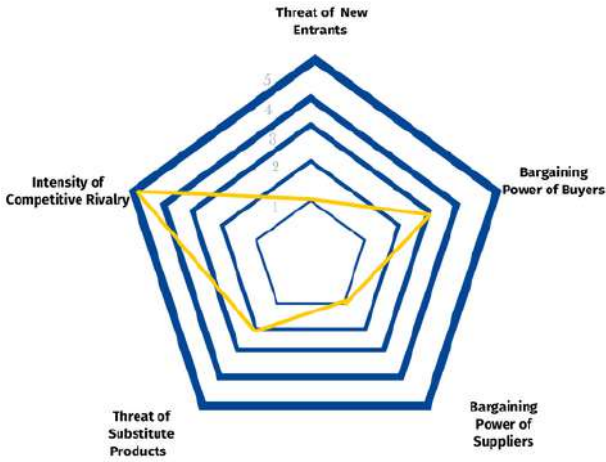 Threat of New
Entrants
5
4
3
2
1
Intensity of
Competitive Rivalry
Bargaining
Power of Buyers
Threat of
Substitute
Products
Bargaining
Power of
Suppliers